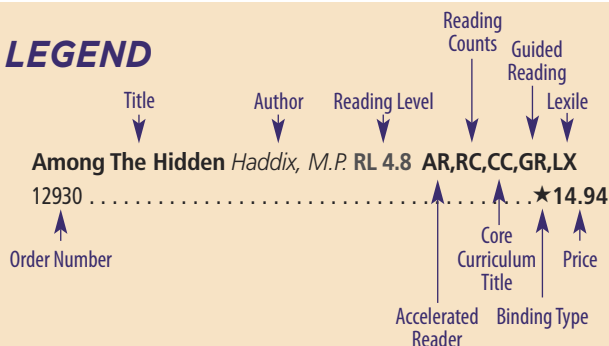 LEGEND
Reading
Counts
Guided
Reading
Title
Author
Reading Level
Lexile
Among The Hidden Haddix, M.P. RL 4.8 AR,RC,CC,GR,LX
12930 . . . . . . . . . . . . . . . . . . . . . . . . . . . . . . . . . . . . . . . . . . ★14.94
Order Number
Core
Curriculum
Title
Price
Accelerated
Reader
Binding Type